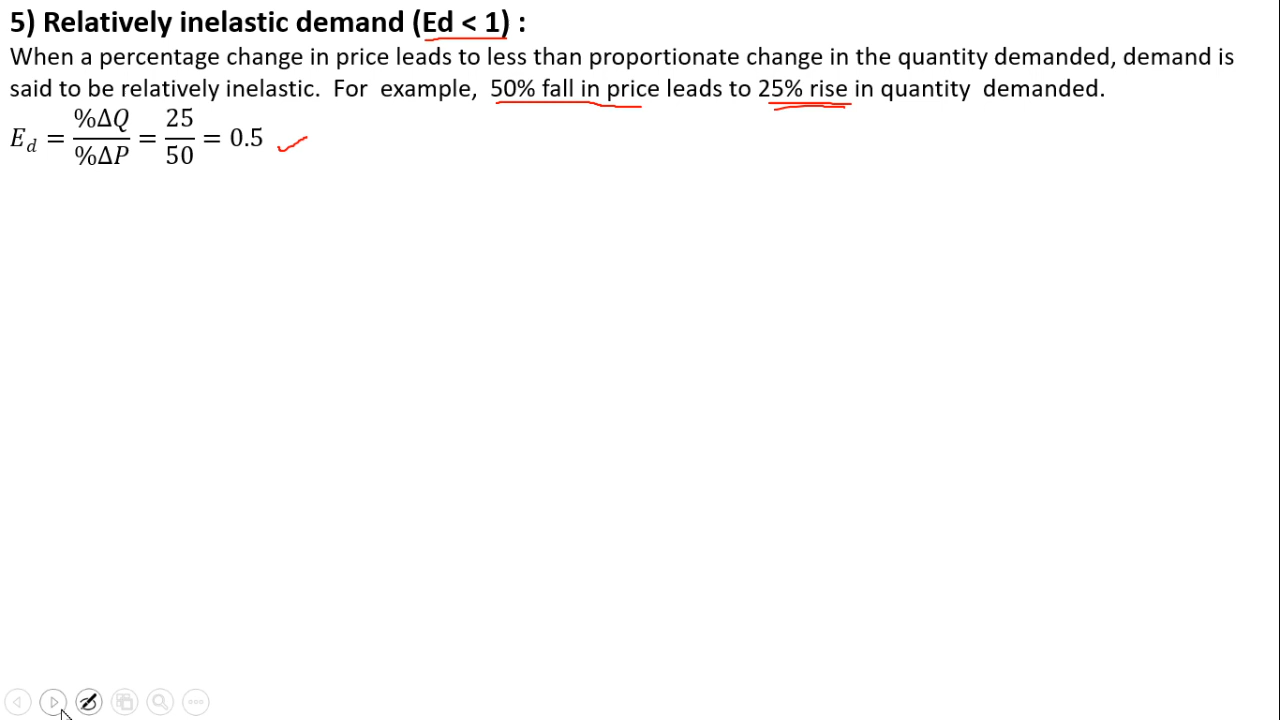 5) Relatively inelastic demand (Ed < 1) :
When a percentage change in price leads to less than proportionate change in the quantity demanded, demand is
said to be relatively inelastic. For example, 50% fall in price leads to 25% rise in quantity demanded.
E_d = %ΔQ/%ΔP = 25/50 = 0.5